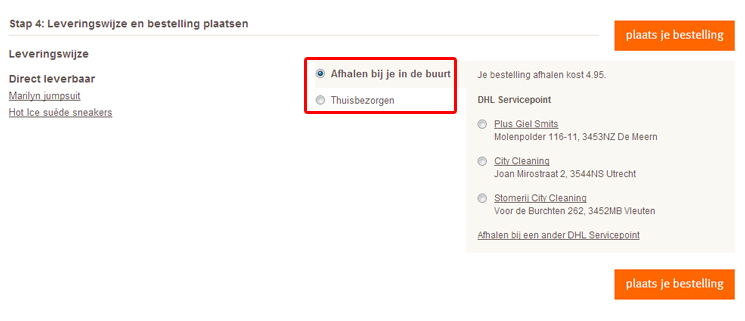 Stap 4: Leveringswijze en bestelling plaatsen
plaats je bestelling
Leveringswijze
Direct leverbaar
Marilyn jumpsuit
Hot Ice suède sneakers
Afhalen bij je in de buurt
Thuisbezorgen
Je bestelling afhalen kost 4.95.
DHL Servicepoint
Plus Giel Smits
Molenpolder 116-11, 3453NZ De Meern
City Cleaning
Joan Mirostraat 2, 3544NS Utrecht
Stomerij City Cleaning
Voor de Burchten 262, 3452MB Vleuten
Afhalen bij een ander DHL Servicepoint
plaats je bestelling